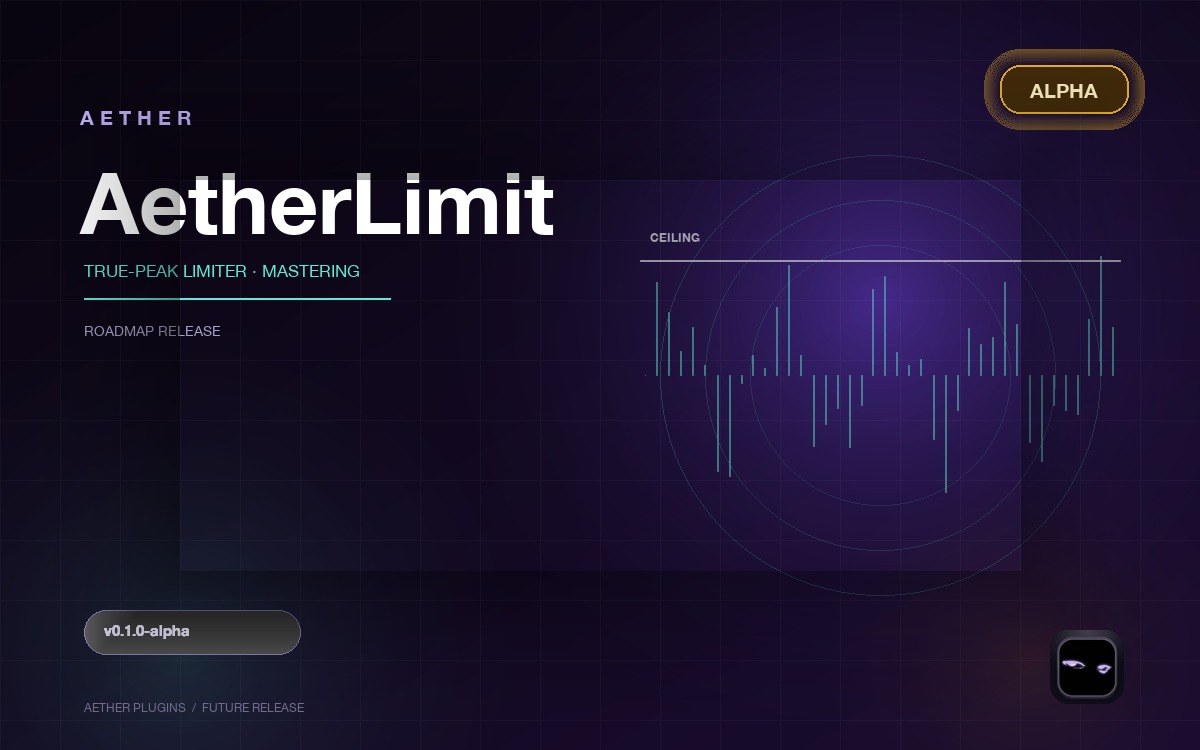 ALPHA
AETHER
AetherLimit
TRUE-PEAK LIMITER · MASTERING
ROADMAP RELEASE
CEILING
v0.1.0-alpha
AETHER PLUGINS / FUTURE RELEASE